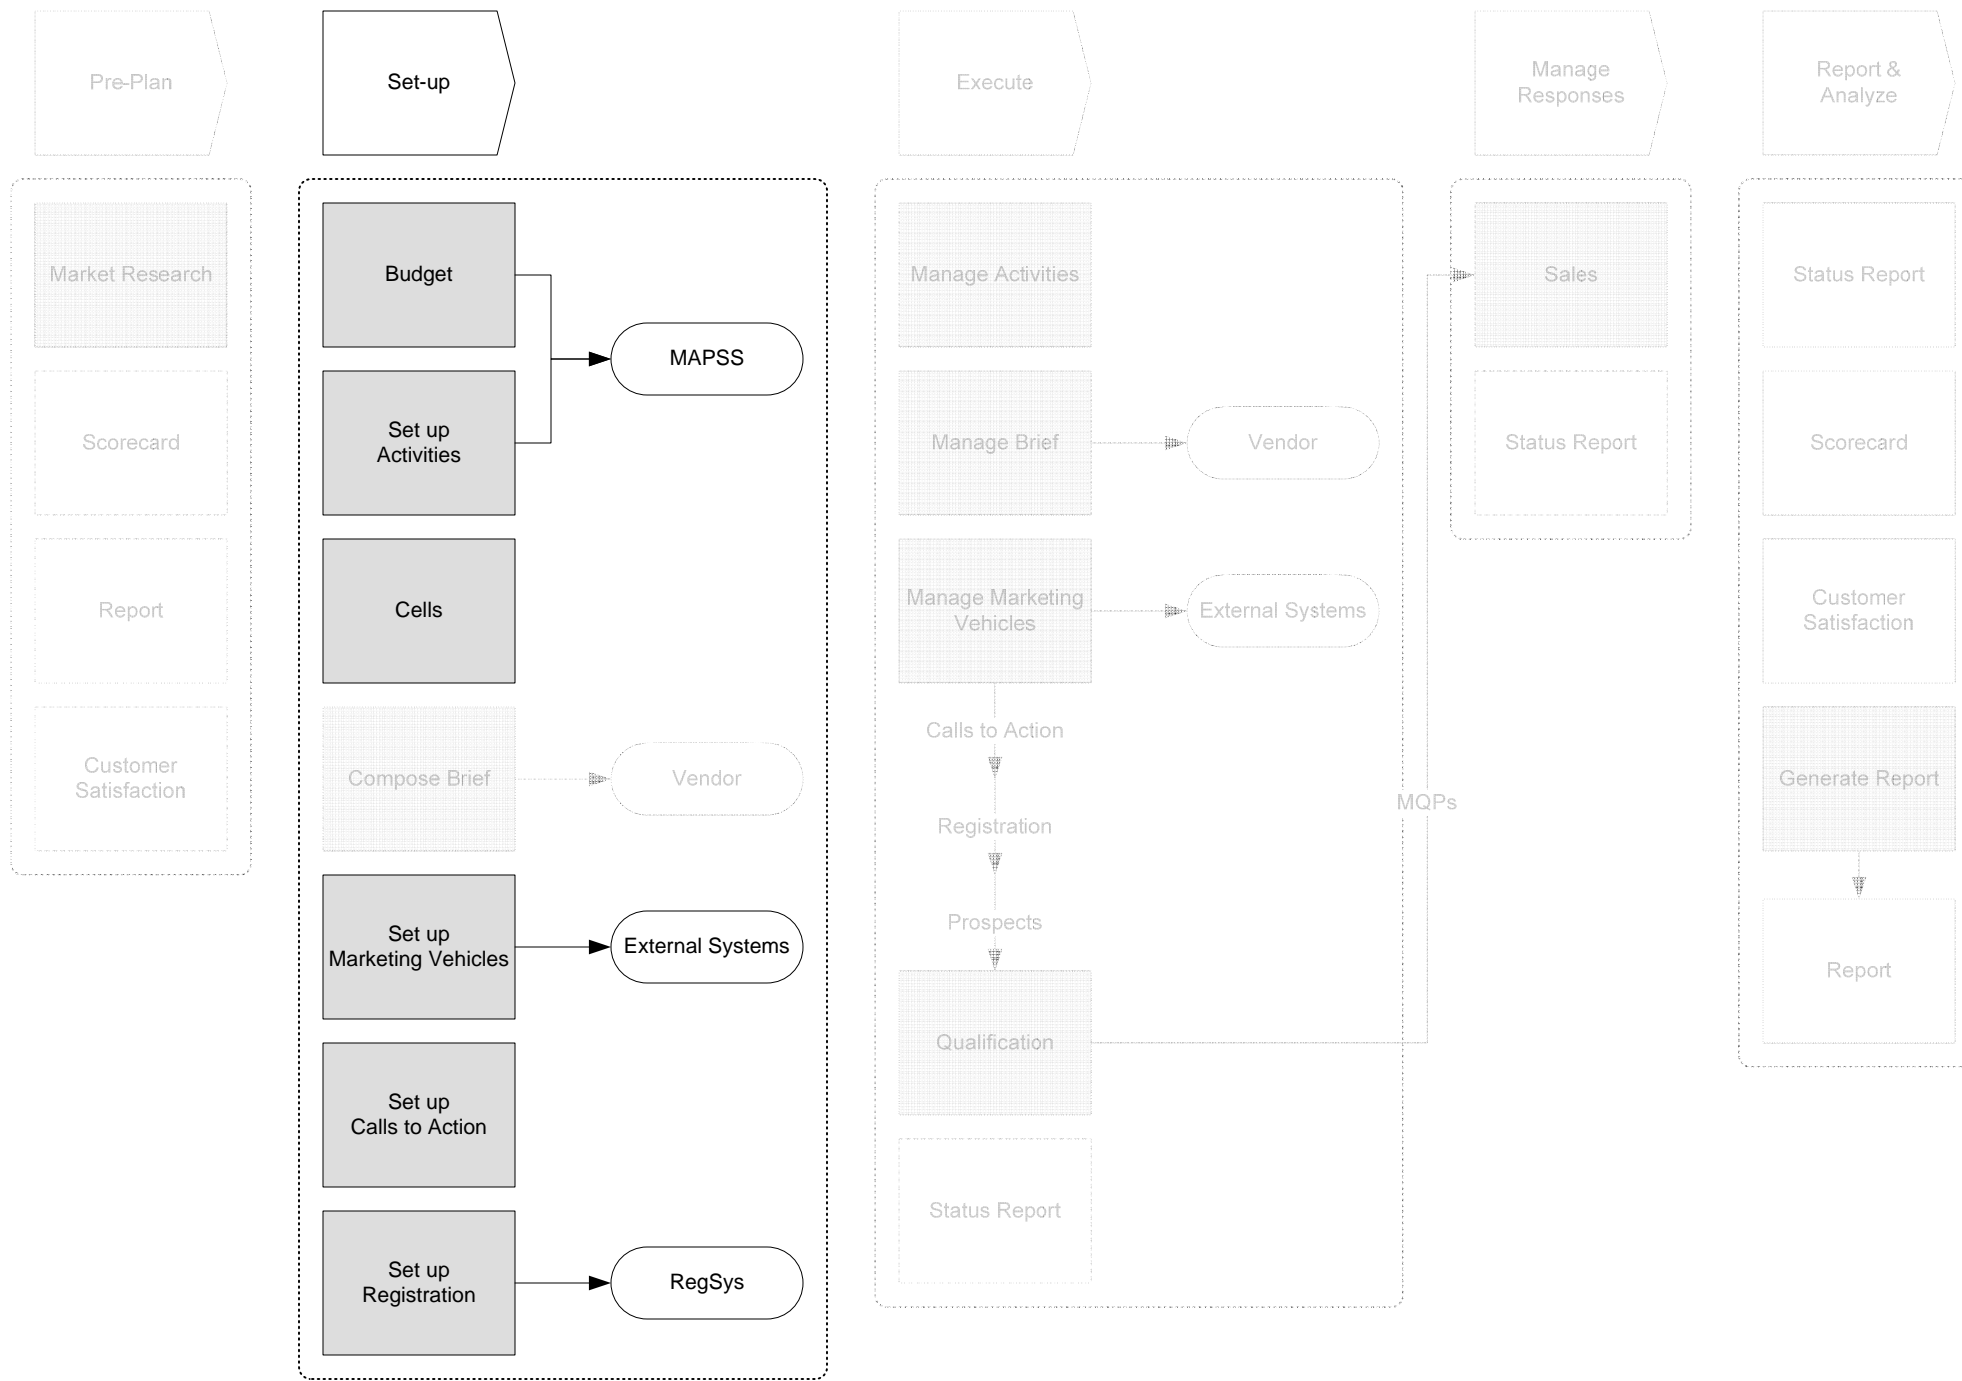 Pre-Plan
Set-up
Execute
Manage
Responses
Report &
Analyze
Market Research
Scorecard
Report
Customer
Satisfaction
Budget
MAPSS
Set up
Activities
Cells
Compose Brief
Vendor
Set up
Marketing Vehicles
External Systems
Set up
Calls to Action
Set up
Registration
RegSys
Manage Activities
Manage Brief
Vendor
Manage Marketing
Vehicles
External Systems
Calls to Action
Registration
Prospects
Qualification
Status Report
MQPs
Sales
Status Report
Status Report
Scorecard
Customer
Satisfaction
Generate Report
Report